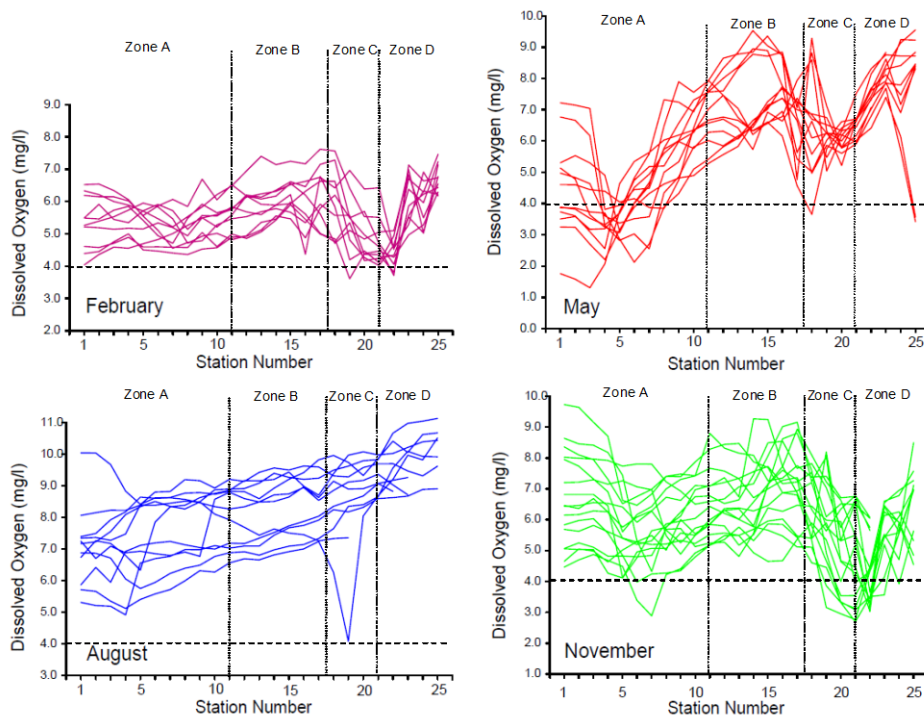 Zone A Zone B Zone C Zone D
9.0
8.0
7.0
6.0
5.0
4.0
3.0
2.0
Dissolved Oxygen (mg/l)
February
1 5 10 15 20 25
Station Number
Zone A Zone B Zone C Zone D
10.0
9.0
8.0
7.0
6.0
5.0
4.0
3.0
2.0
1.0
0.0
Dissolved Oxygen (mg/l)
May
1 5 10 15 20 25
Station Number
Zone A Zone B Zone C Zone D
11.0
10.0
9.0
8.0
7.0
6.0
5.0
4.0
3.0
Dissolved Oxygen (mg/l)
August
1 5 10 15 20 25
Station Number
Zone A Zone B Zone C Zone D
10.0
9.0
8.0
7.0
6.0
5.0
4.0
3.0
2.0
1.0
Dissolved Oxygen (mg/l)
November
1 5 10 15 20 25
Station Number